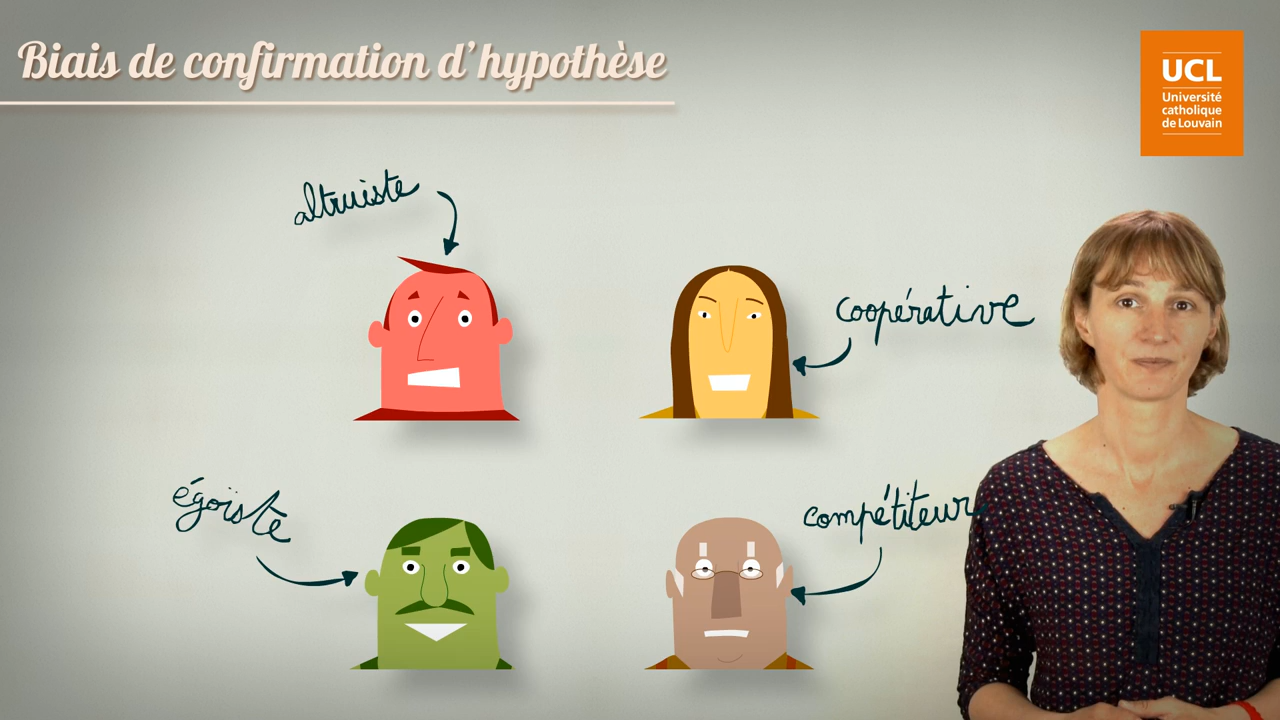 Biais de confirmation d'hypothèse
UCL
Université
catholique
de Louvain
altruiste
coopérative
égoïste
compétiteur